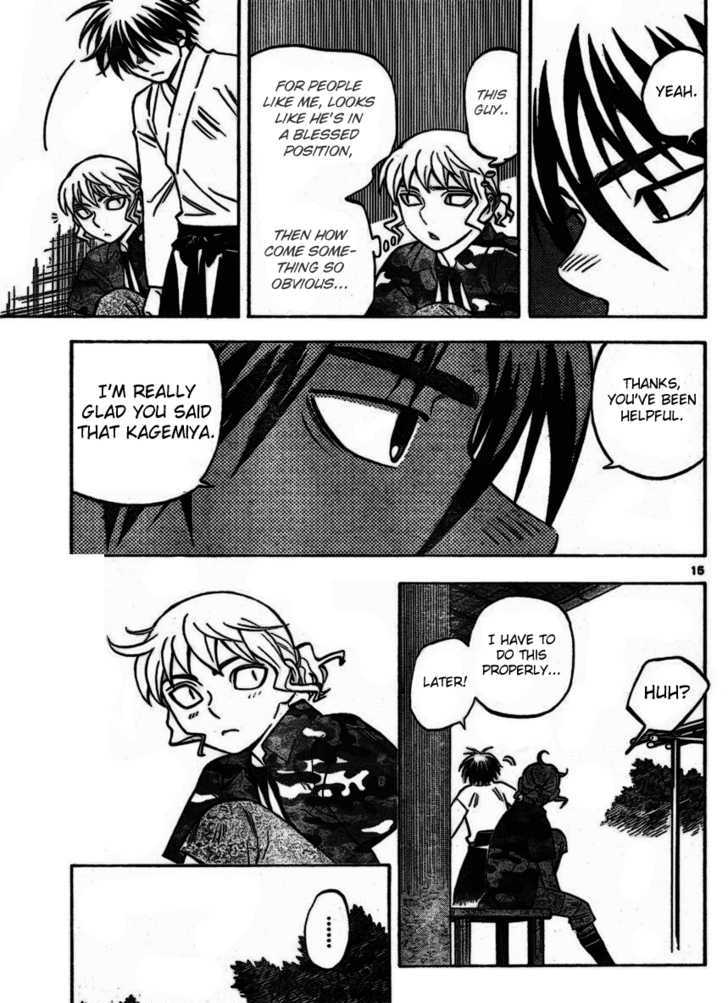 YEAH.
THIS
GUY..
FOR PEOPLE
LIKE ME, LOOKS
LIKE HE'S IN
A BLESSED
POSITION,
THEN HOW
COME SOME-
THING SO
OBVIOUS...
THANKS,
YOU'VE BEEN
HELPFUL.
I'M REALLY
GLAD YOU SAID
THAT KAGEMIYA.
15
HUH?
I HAVE TO
DO THIS
PROPERLY...
LATER!
........